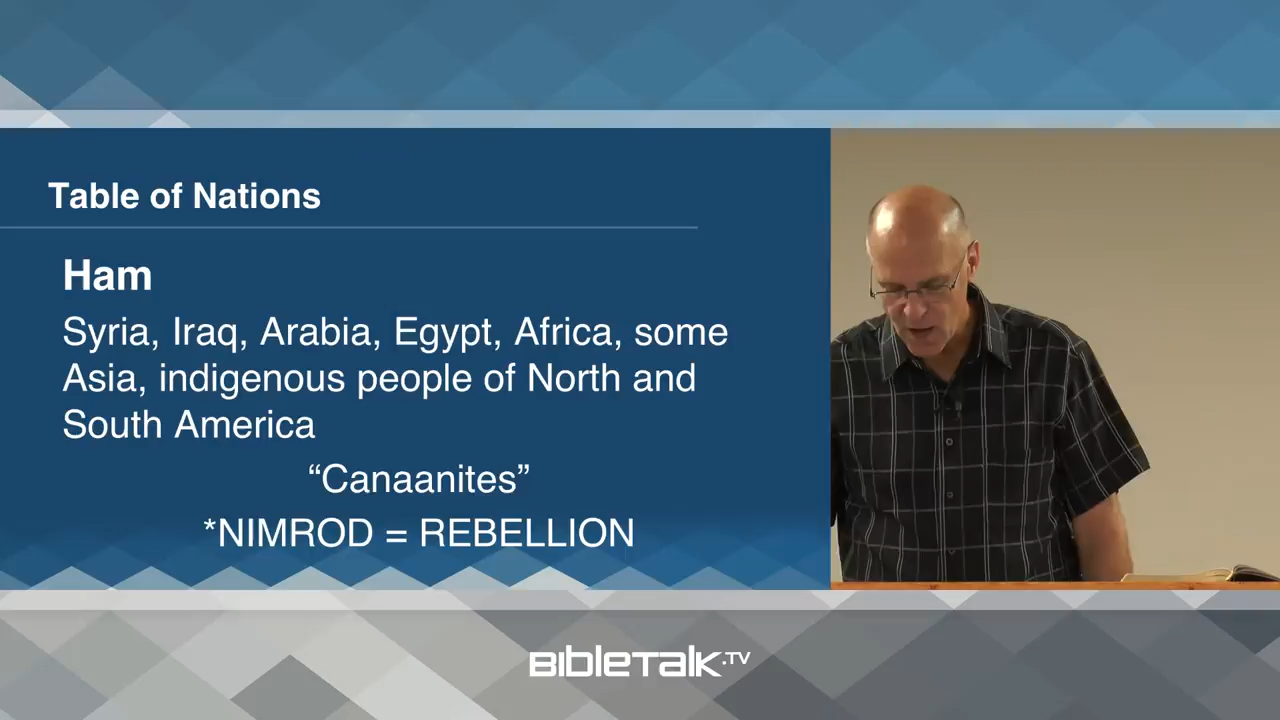 Table of Nations
Ham
Syria, Iraq, Arabia, Egypt, Africa, some
Asia, indigenous people of North and
South America
“Canaanites”
*NIMROD = REBELLION
BIBLETALK.TV